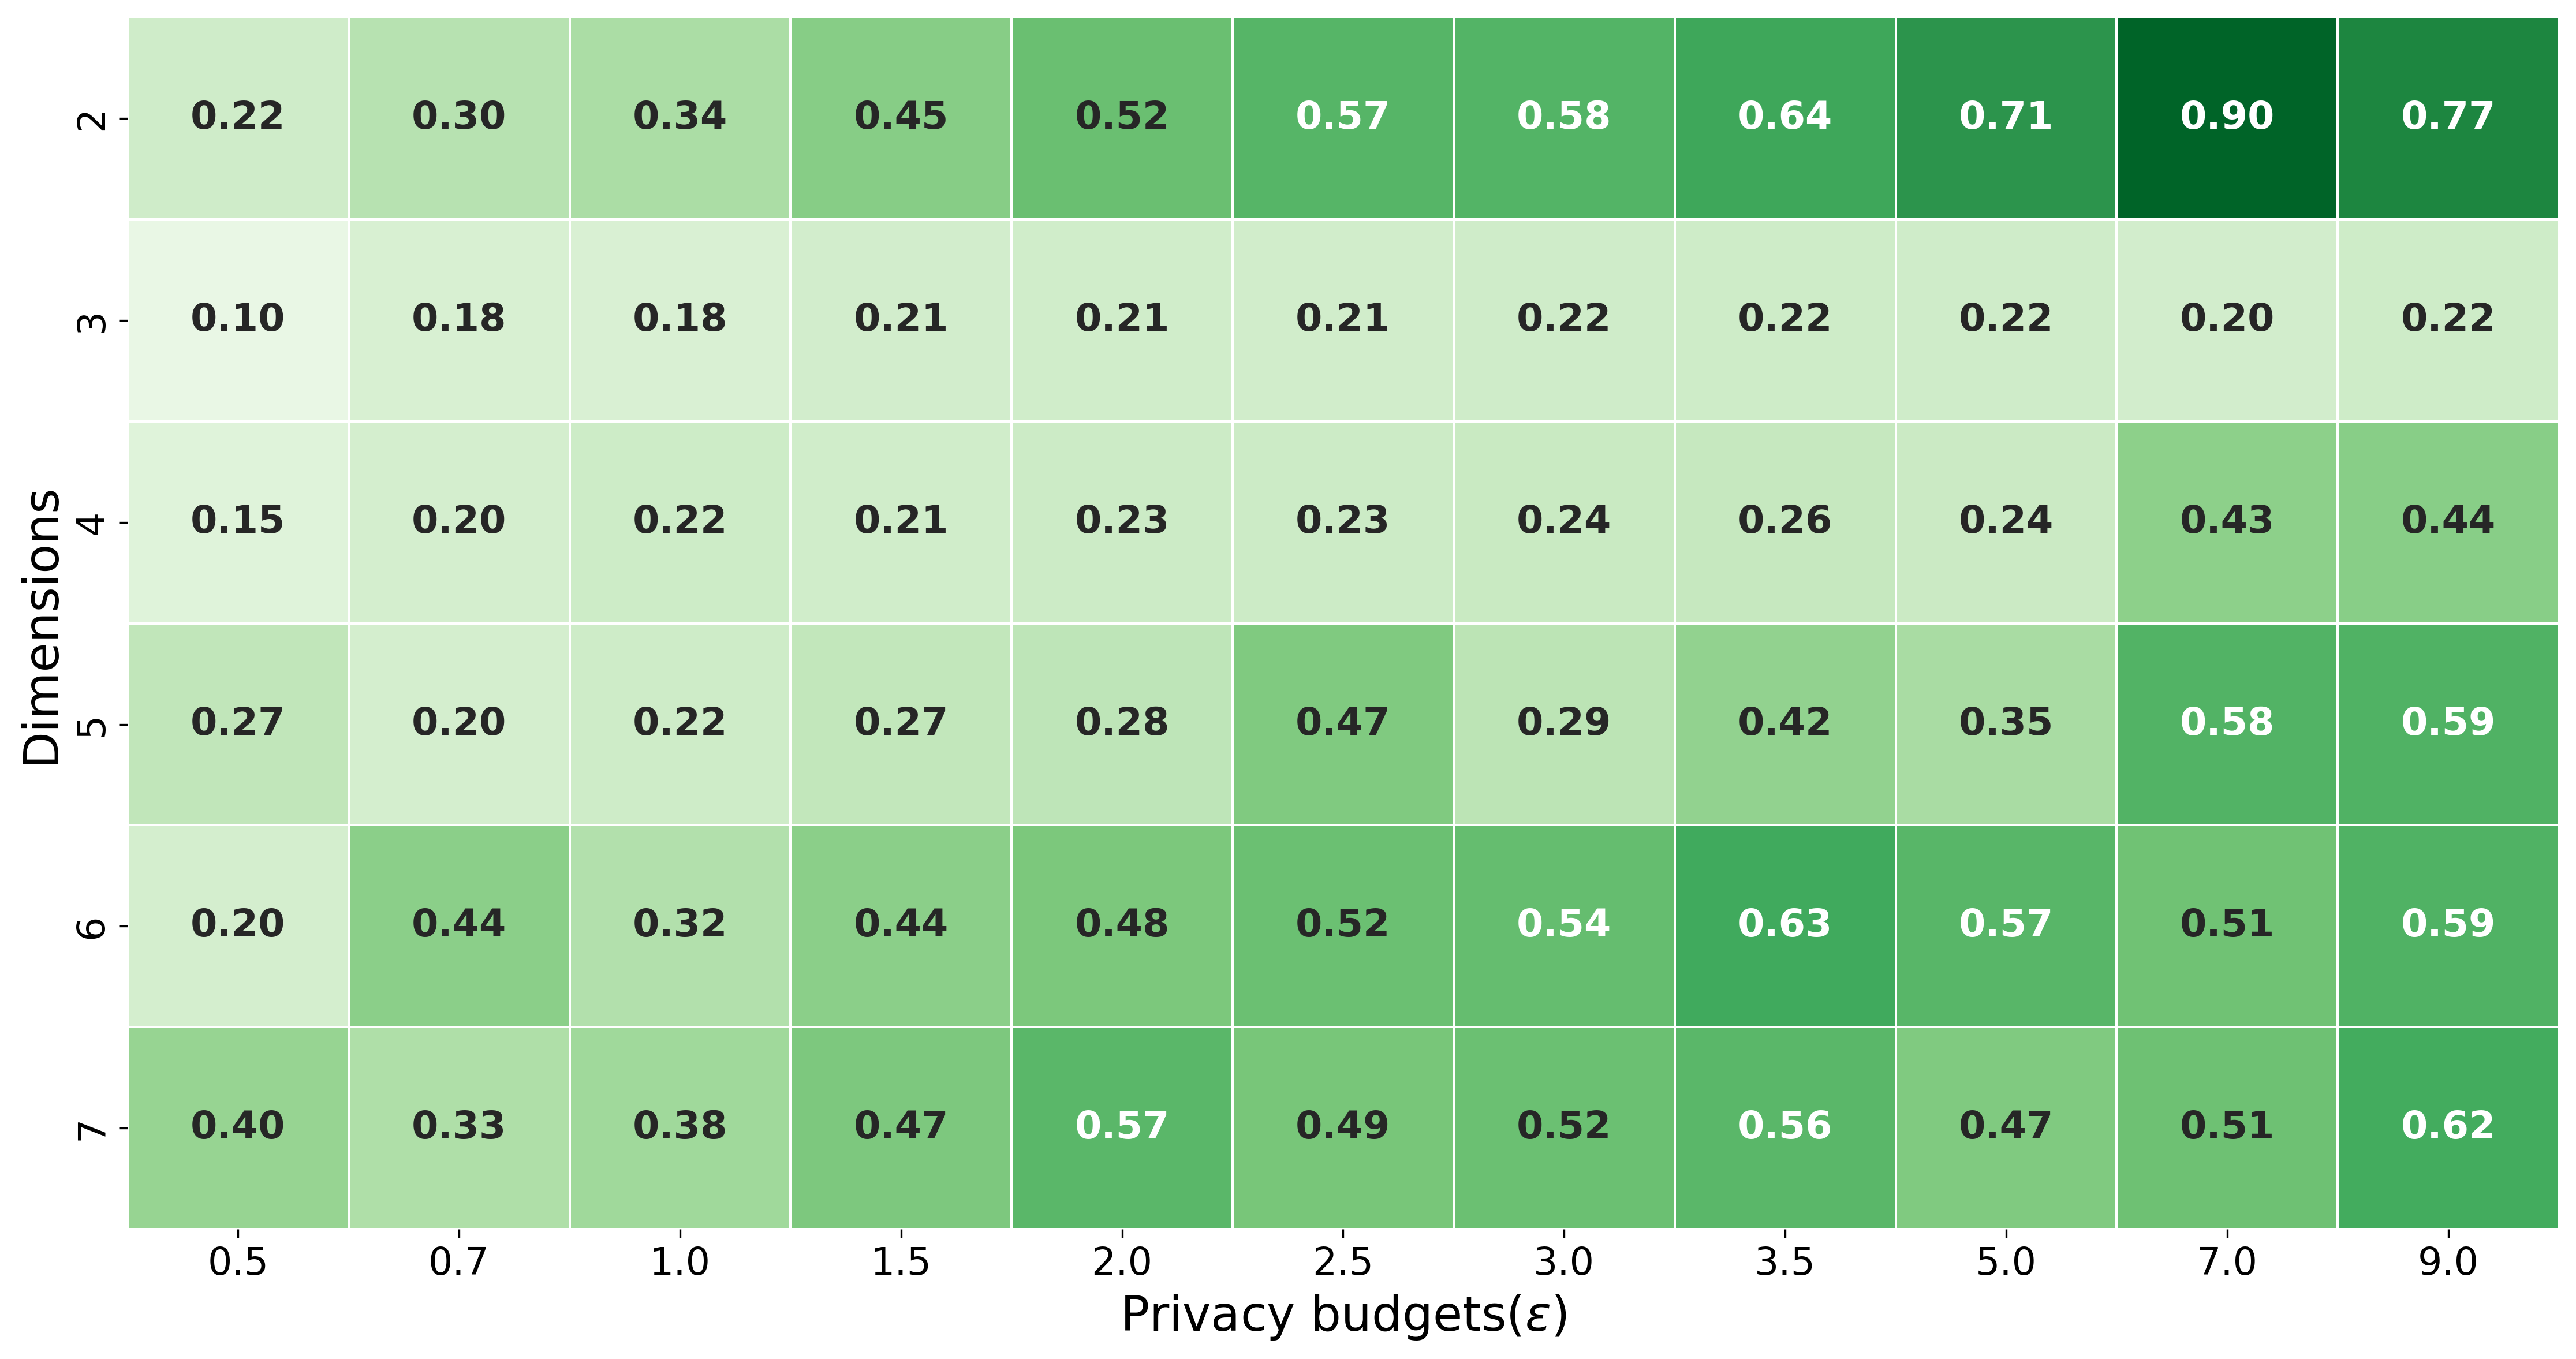 2 0.22 0.30 0.34 0.45 0.52 0.57 0.58 0.64 0.71 0.90 0.77
3 0.10 0.18 0.18 0.21 0.21 0.21 0.22 0.22 0.22 0.20 0.22
4 0.15 0.20 0.22 0.21 0.23 0.23 0.24 0.26 0.24 0.43 0.44
Dimensions
5 0.27 0.20 0.22 0.27 0.28 0.47 0.29 0.42 0.35 0.58 0.59
6 0.20 0.44 0.32 0.44 0.48 0.52 0.54 0.63 0.57 0.51 0.59
7 0.40 0.33 0.38 0.47 0.57 0.49 0.52 0.56 0.47 0.51 0.62
0.5 0.7 1.0 1.5 2.0 2.5 3.0 3.5 5.0 7.0 9.0
Privacy budgets(ε)